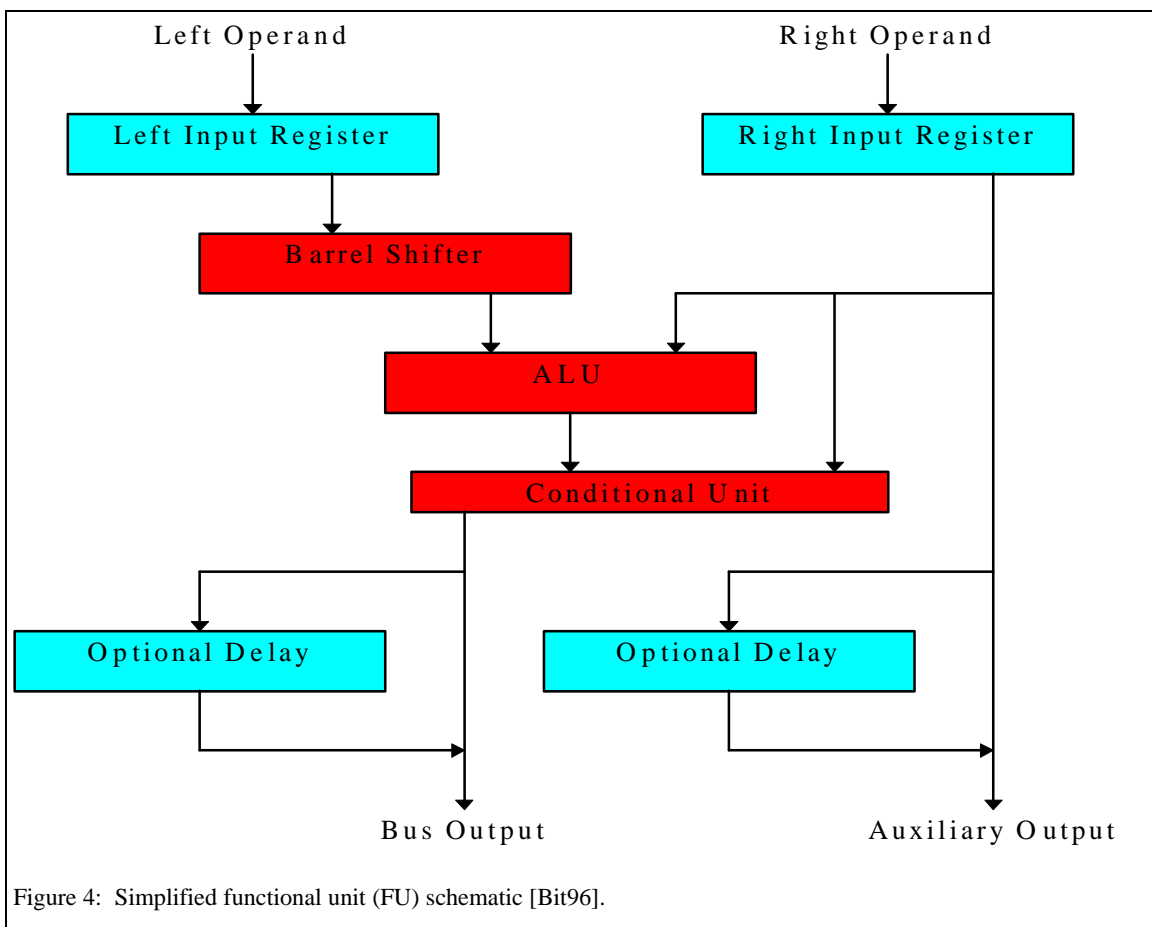 Left Operand
Right Operand
Left Input Register
Right Input Register
Barrel Shifter
ALU
Conditional Unit
Optional Delay
Optional Delay
Bus Output
Auxiliary Output
Figure 4: Simplified functional unit (FU) schematic [Bit96].